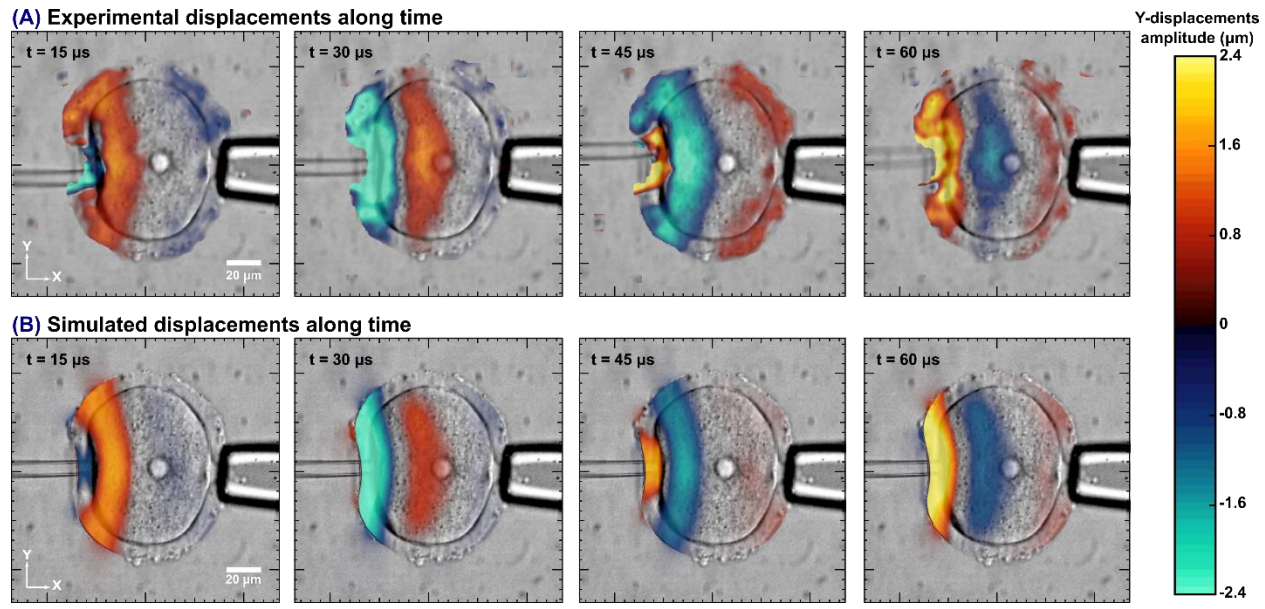 (A) Experimental displacements along time
Y-displacements
amplitude (µm)
t = 15 µs
t = 30 µs
t = 45 µs
t = 60 µs
2.4
1.6
0.8
0
-0.8
-1.6
-2.4
Y
X
20 µm
(B) Simulated displacements along time
t = 15 µs
t = 30 µs
t = 45 µs
t = 60 µs
Y
X
20 µm